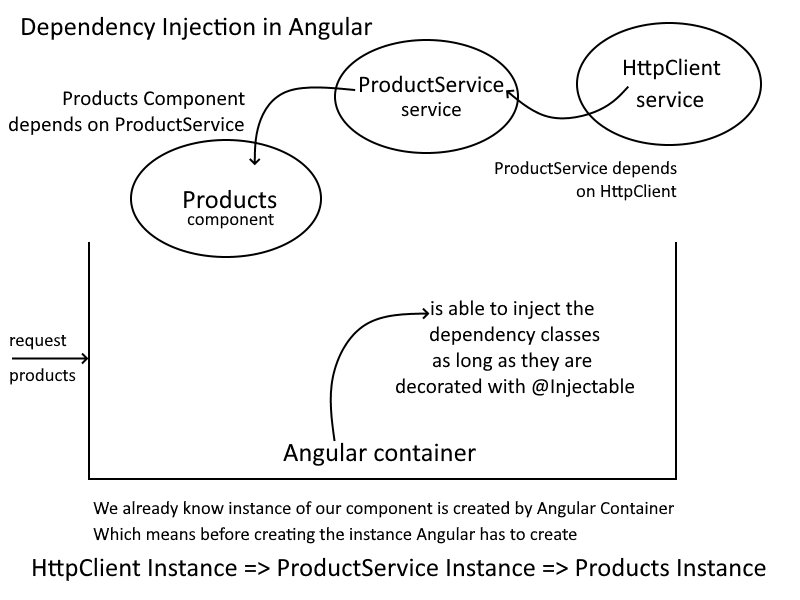 Dependency Injection in Angular
ProductService
service
HttpClient
service
Products Component
depends on ProductService
ProductService depends
on HttpClient
Products
component
request
products
is able to inject the
dependency classes
as long as they are
decorated with @Injectable
Angular container
We already know instance of our component is created by Angular Container
Which means before creating the instance Angular has to create
HttpClient Instance => ProductService Instance => Products Instance